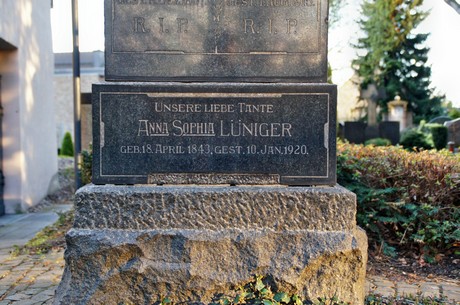 R.I.P. R.I.P.
UNSERE LIEBE TANTE
ANNA SOPHIA LÜNIGER
GEB. 18. APRIL 1843, GEST. 10. JAN. 1920.